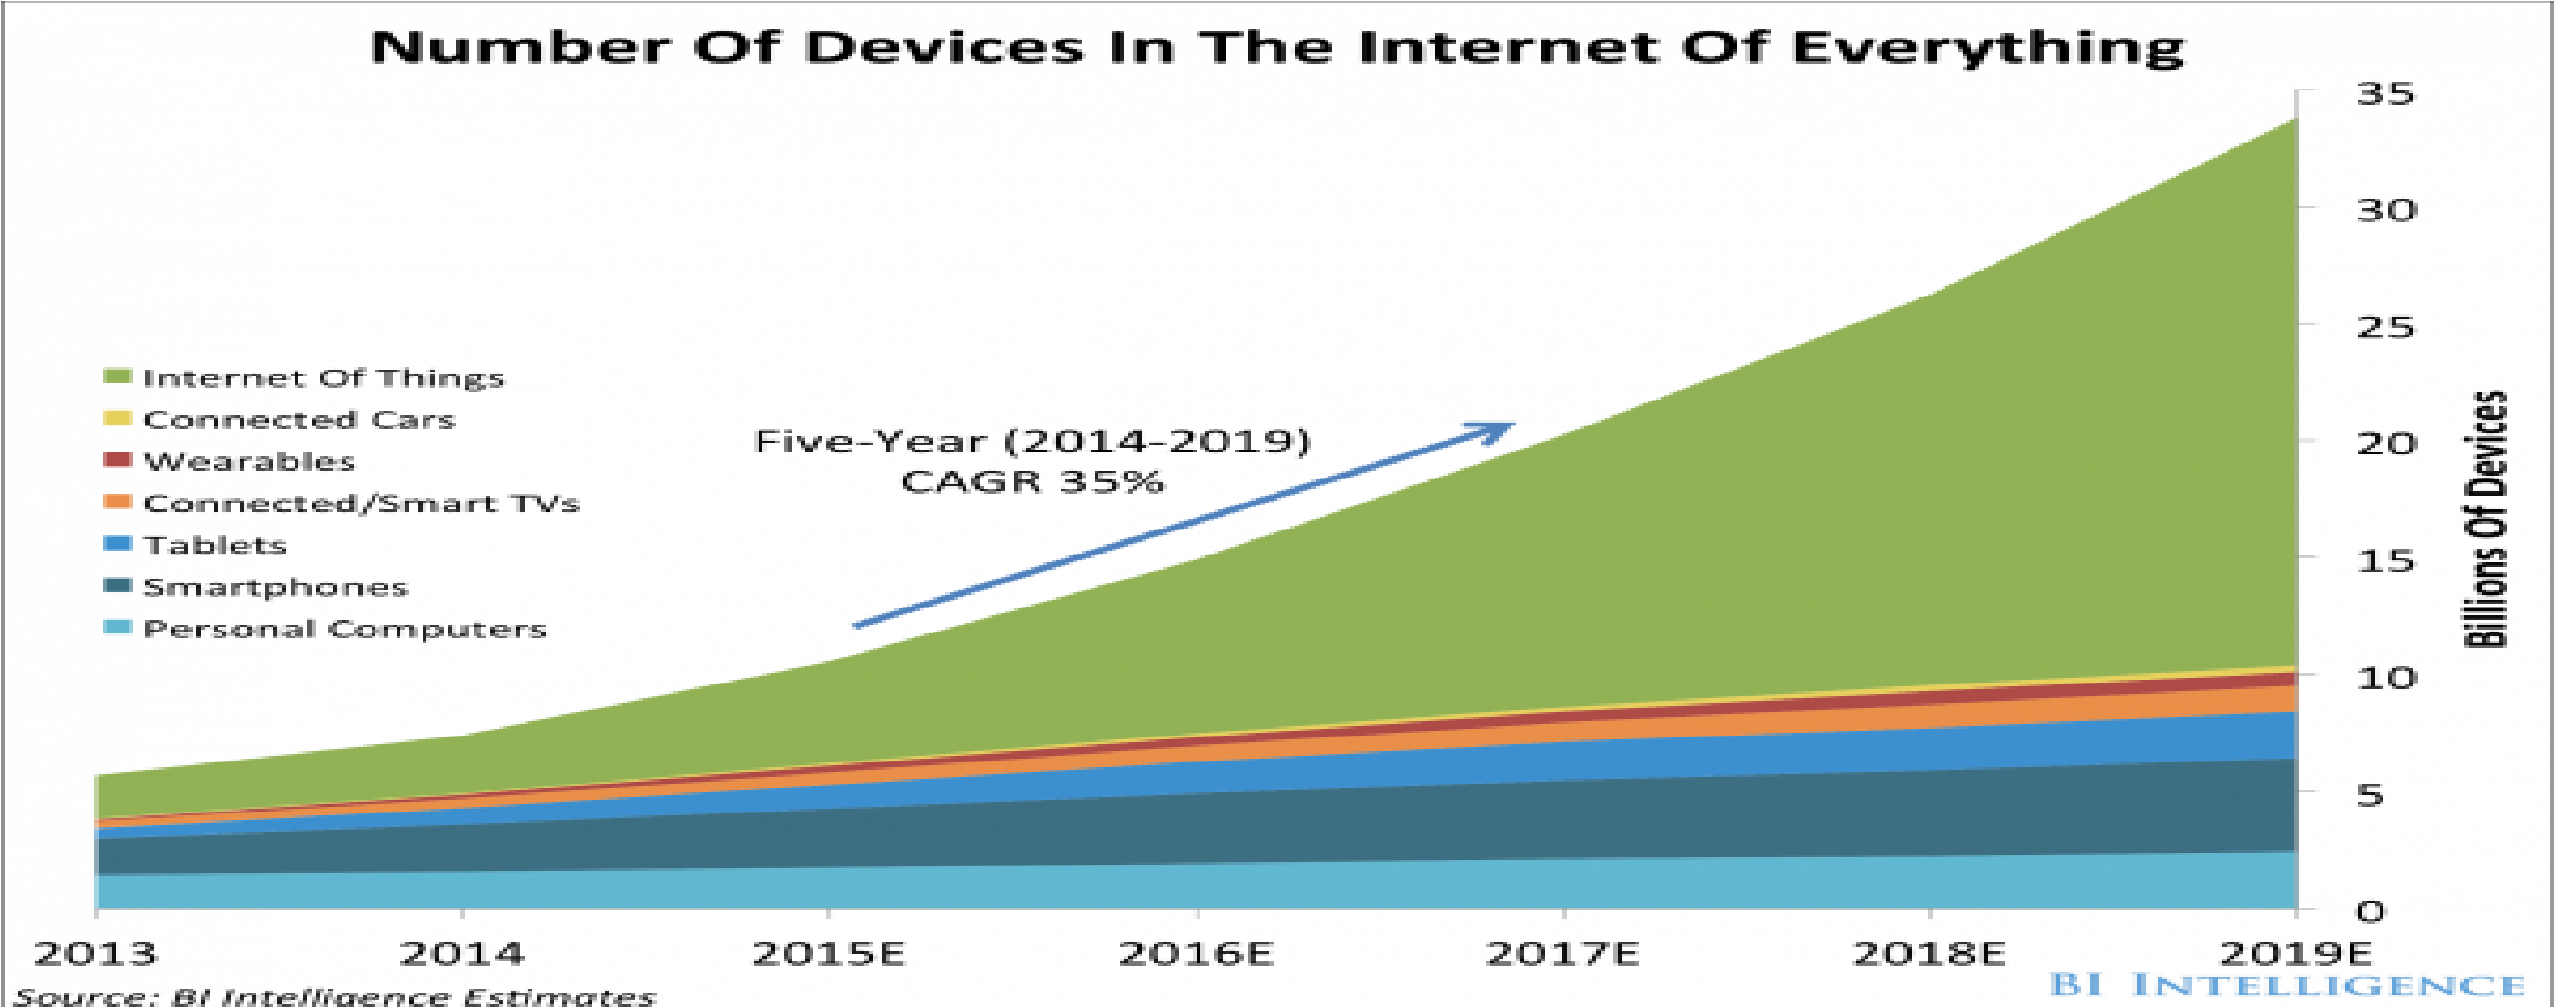 Number Of Devices In The Internet Of Everything
35
30
25
20
15
10
5
0
Billions Of Devices
Internet Of Things
Connected Cars
Wearables
Connected/Smart TVs
Tablets
Smartphones
Personal Computers
Five-Year (2014-2019)
CAGR 35%
2013 2014 2015E 2016E 2017E 2018E 2019E
Source: BI Intelligence Estimates
BI INTELLIGENCE